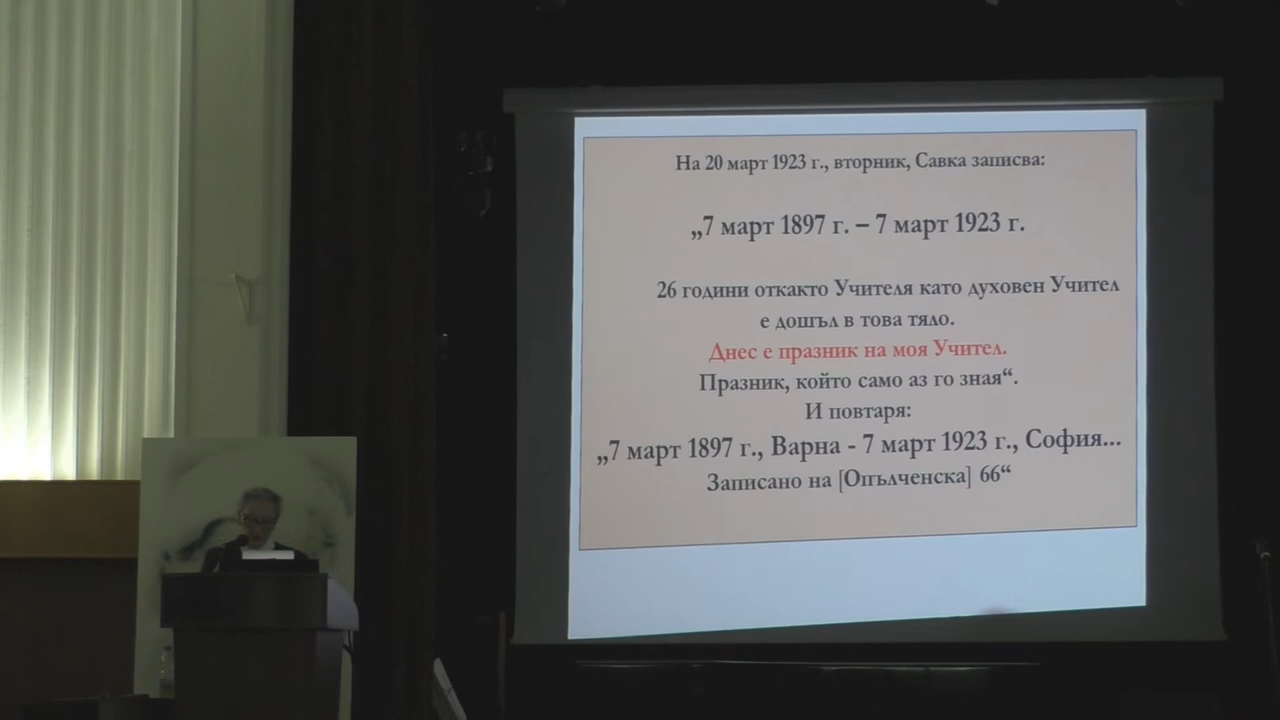 На 20 март 1923 г., вторник, Савка записва:
„7 март 1897 г. – 7 март 1923 г.
26 години откакто Учителя като духовен Учител
е дошъл в това тяло.
Днес е празник на моя Учител.
Празник, който само аз го зная“.
И повтаря:
„7 март 1897 г., Варна - 7 март 1923 г., София...
Записано на [Опълченска] 66“